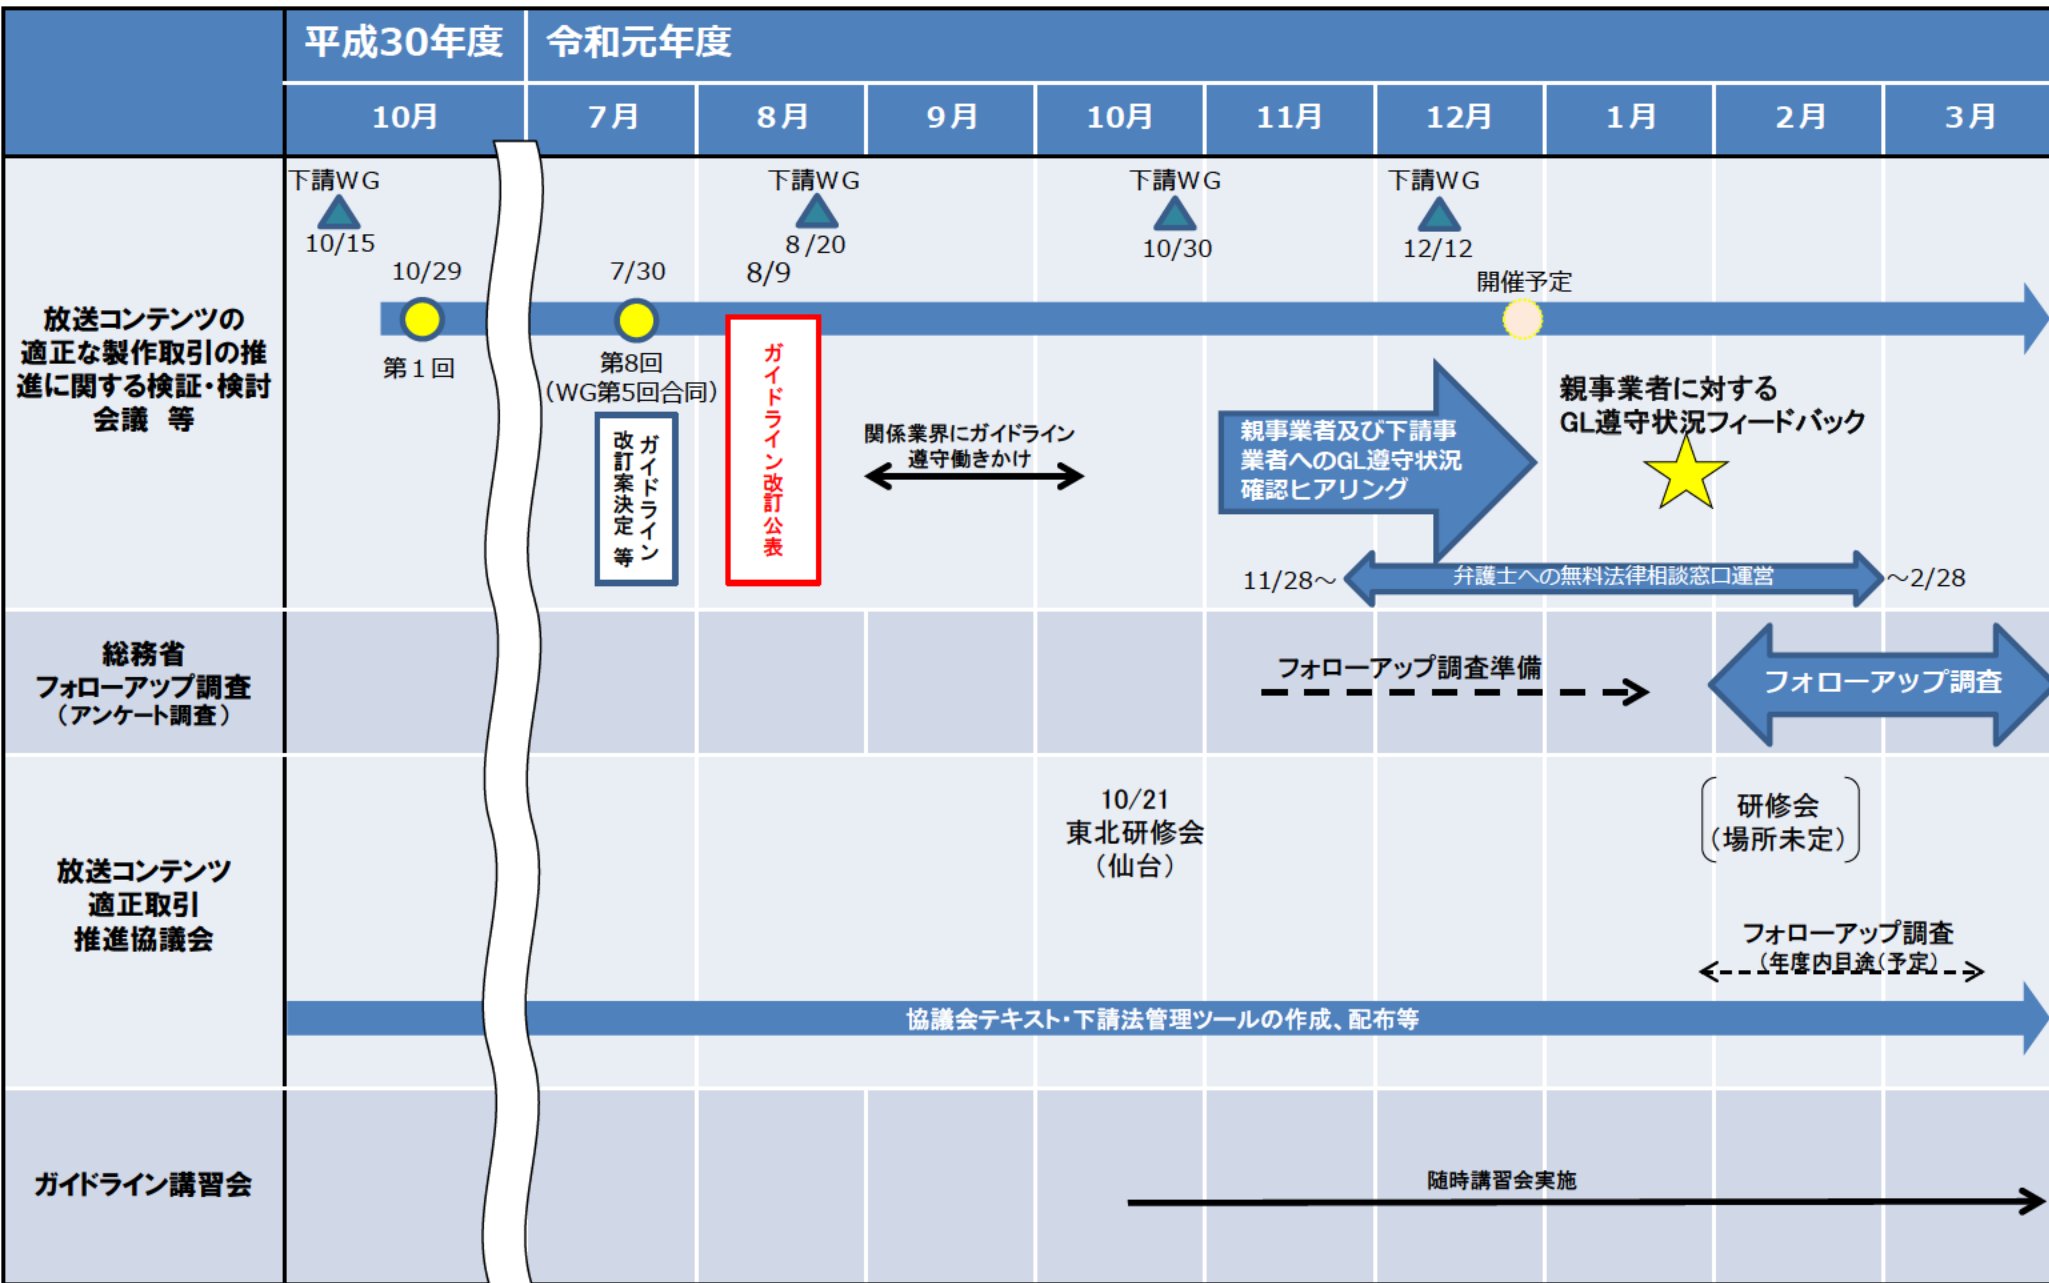 平成30年度
令和元年度
10月
7月
8月
9月
10月
11月
12月
1月
2月
3月
放送コンテンツの
適正な製作取引の推
進に関する検証・検討
会議 等
下請WG
10/15
下請WG
8/20
下請WG
10/30
下請WG
12/12
10/29
7/30
8/9
開催予定
第1回
第8回
(WG第5回合同)
ガイドライン
改訂案決定 等
ガイドライン改訂公表
関係業界にガイドライン
遵守働きかけ
親事業者及び下請事
業者へのGL遵守状況
確認ヒアリング
親事業者に対する
GL遵守状況フィードバック
11/28～
弁護士への無料法律相談窓口運営
～2/28
総務省
フォローアップ調査
(アンケート調査)
フォローアップ調査準備
フォローアップ調査
放送コンテンツ
適正取引
推進協議会
10/21
東北研修会
(仙台)
研修会
(場所未定)
フォローアップ調査
(年度内目途(予定)
協議会テキスト・下請法管理ツールの作成、配布等
ガイドライン講習会
随時講習会実施